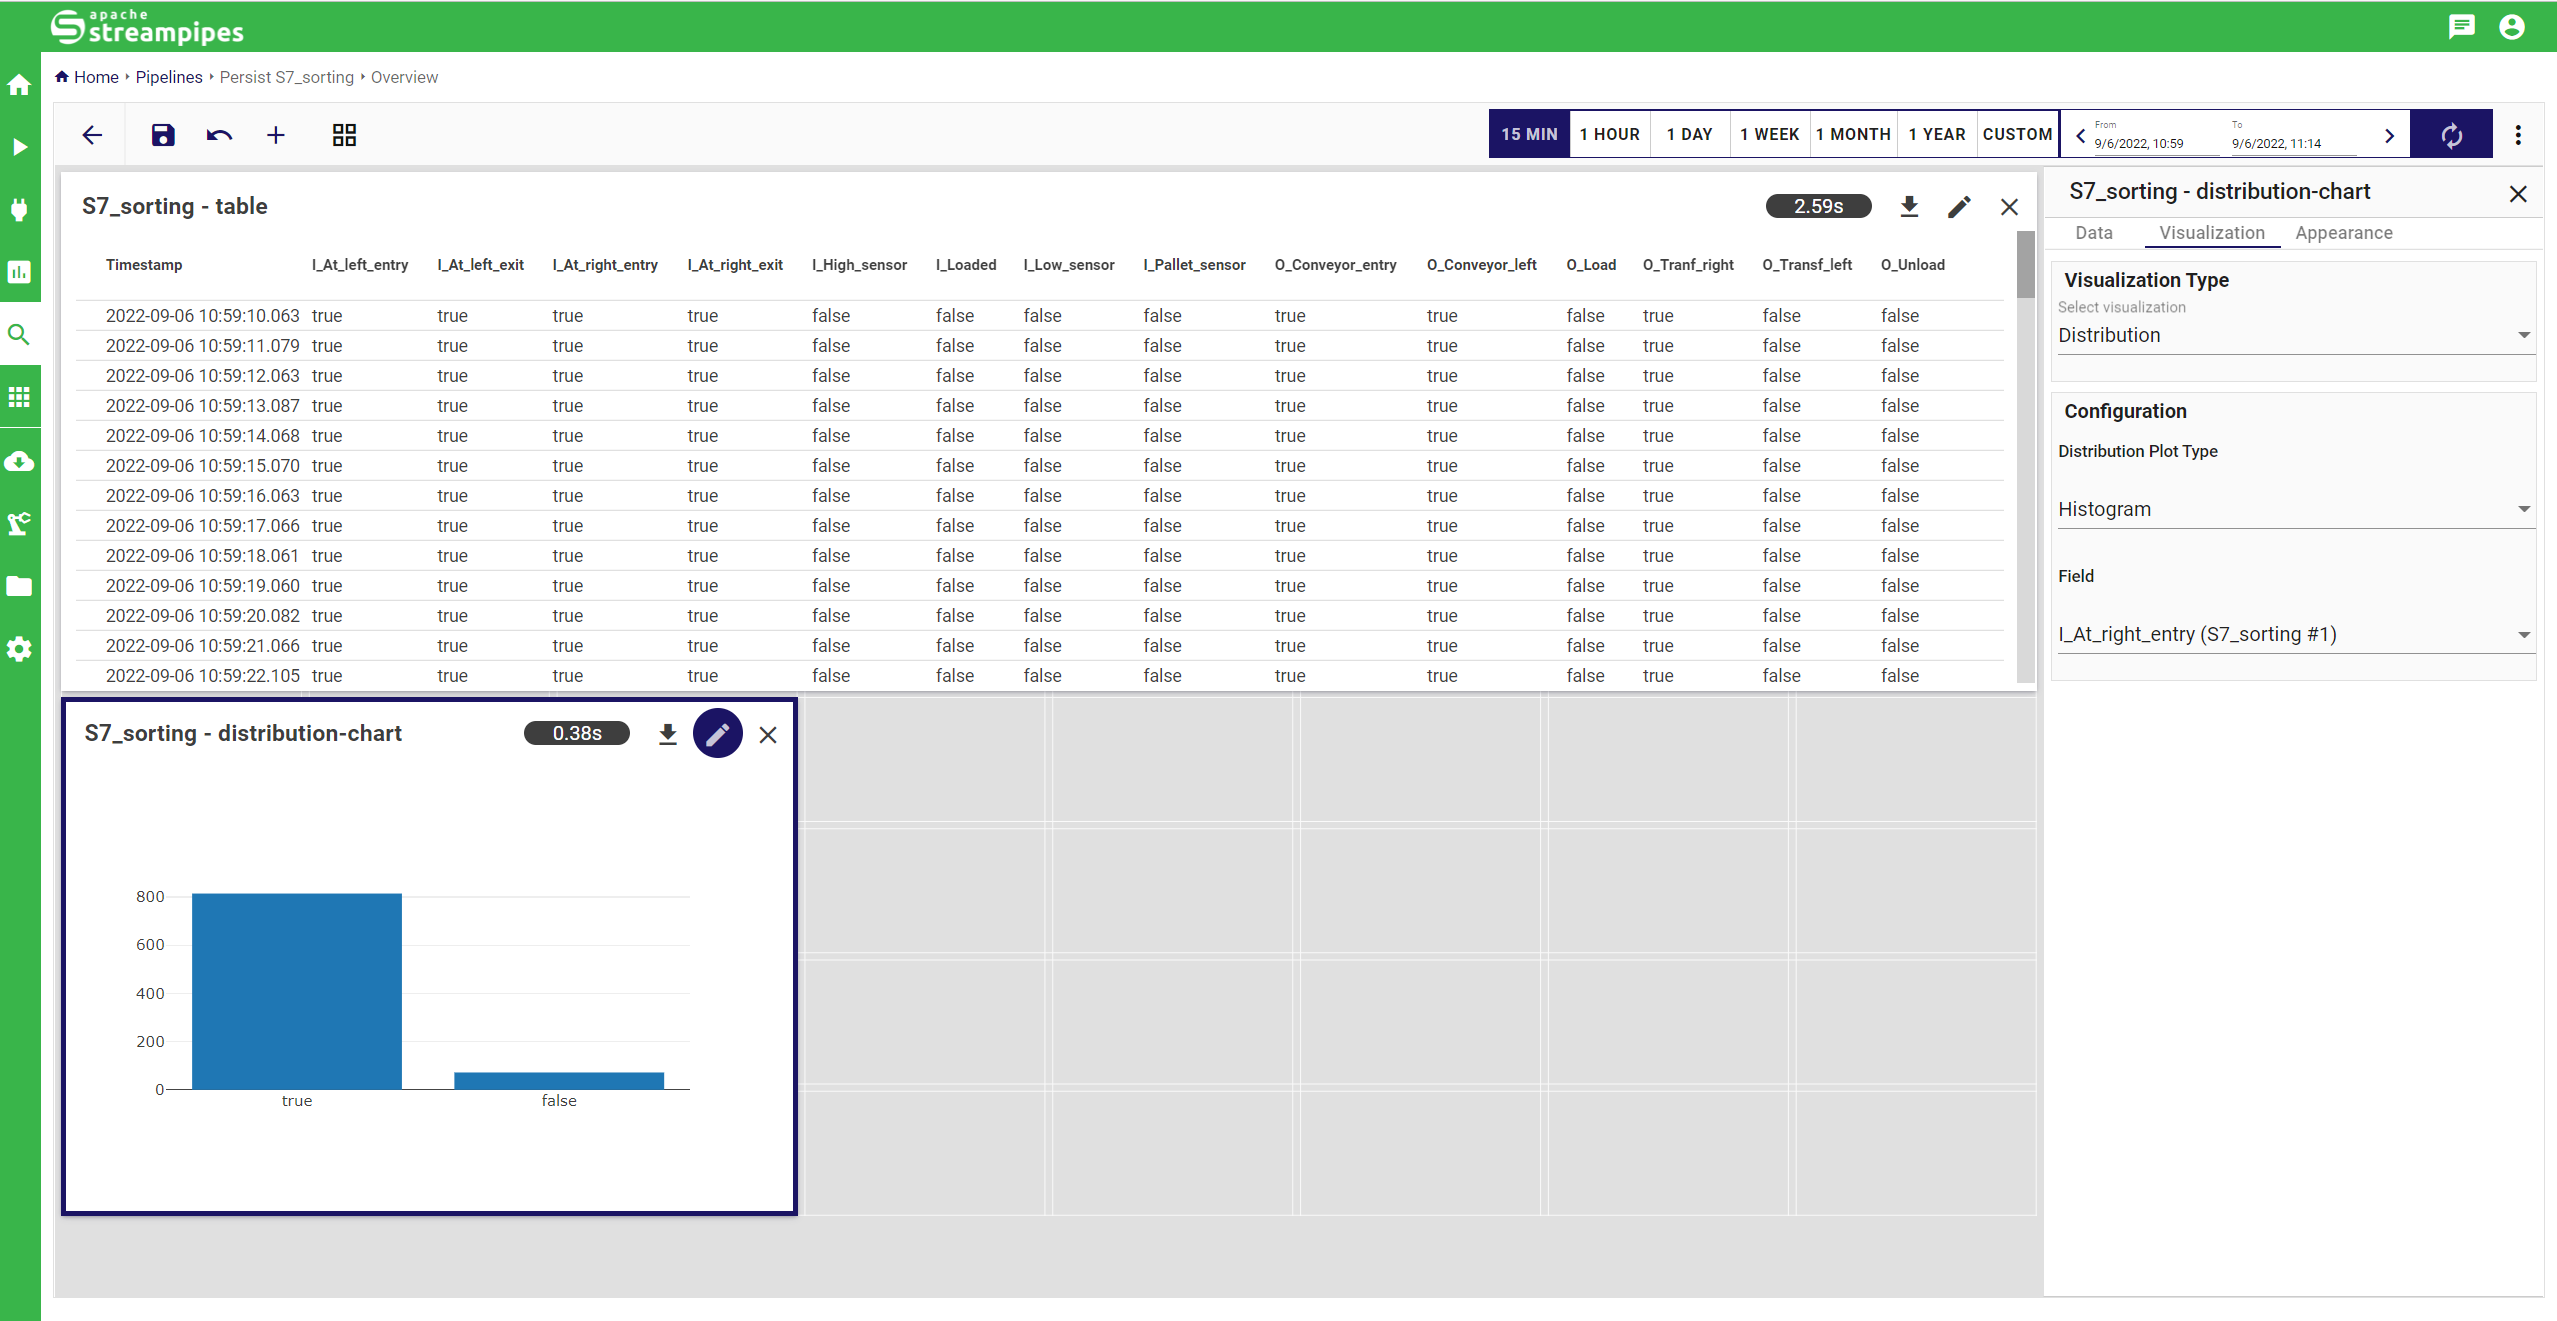 apache
streampipes
Home Pipelines Persist S7_sorting Overview
15 MIN 1 HOUR 1 DAY 1 WEEK 1 MONTH 1 YEAR CUSTOM
From To
9/6/2022, 10:59 9/6/2022, 11:14
S7_sorting - table 2.59s
Timestamp I_At_left_entry I_At_left_exit I_At_right_entry I_At_right_exit I_High_sensor I_Loaded I_Low_sensor I_Pallet_sensor O_Conveyor_entry O_Conveyor_left O_Load O_Tranf_right O_Transf_left O_Unload
2022-09-06 10:59:10.063 true true true true false false false false true true false true false false
2022-09-06 10:59:11.079 true true true true false false false false true true false true false false
2022-09-06 10:59:12.063 true true true true false false false false true true false true false false
2022-09-06 10:59:13.087 true true true true false false false false true true false true false false
2022-09-06 10:59:14.068 true true true true false false false false true true false true false false
2022-09-06 10:59:15.070 true true true true false false false false true true false true false false
2022-09-06 10:59:16.063 true true true true false false false false true true false true false false
2022-09-06 10:59:17.066 true true true true false false false false true true false true false false
2022-09-06 10:59:18.061 true true true true false false false false true true false true false false
2022-09-06 10:59:19.060 true true true true false false false false true true false true false false
2022-09-06 10:59:20.082 true true true true false false false false true true false true false false
2022-09-06 10:59:21.066 true true true true false false false false true true false true false false
2022-09-06 10:59:22.105 true true true true false false false false true true false true false false
S7_sorting - distribution-chart 0.38s
800
600
400
200
0
true false
S7_sorting - distribution-chart
Data Visualization Appearance
Visualization Type
Select visualization
Distribution
Configuration
Distribution Plot Type
Histogram
Field
I_At_right_entry (S7_sorting #1)